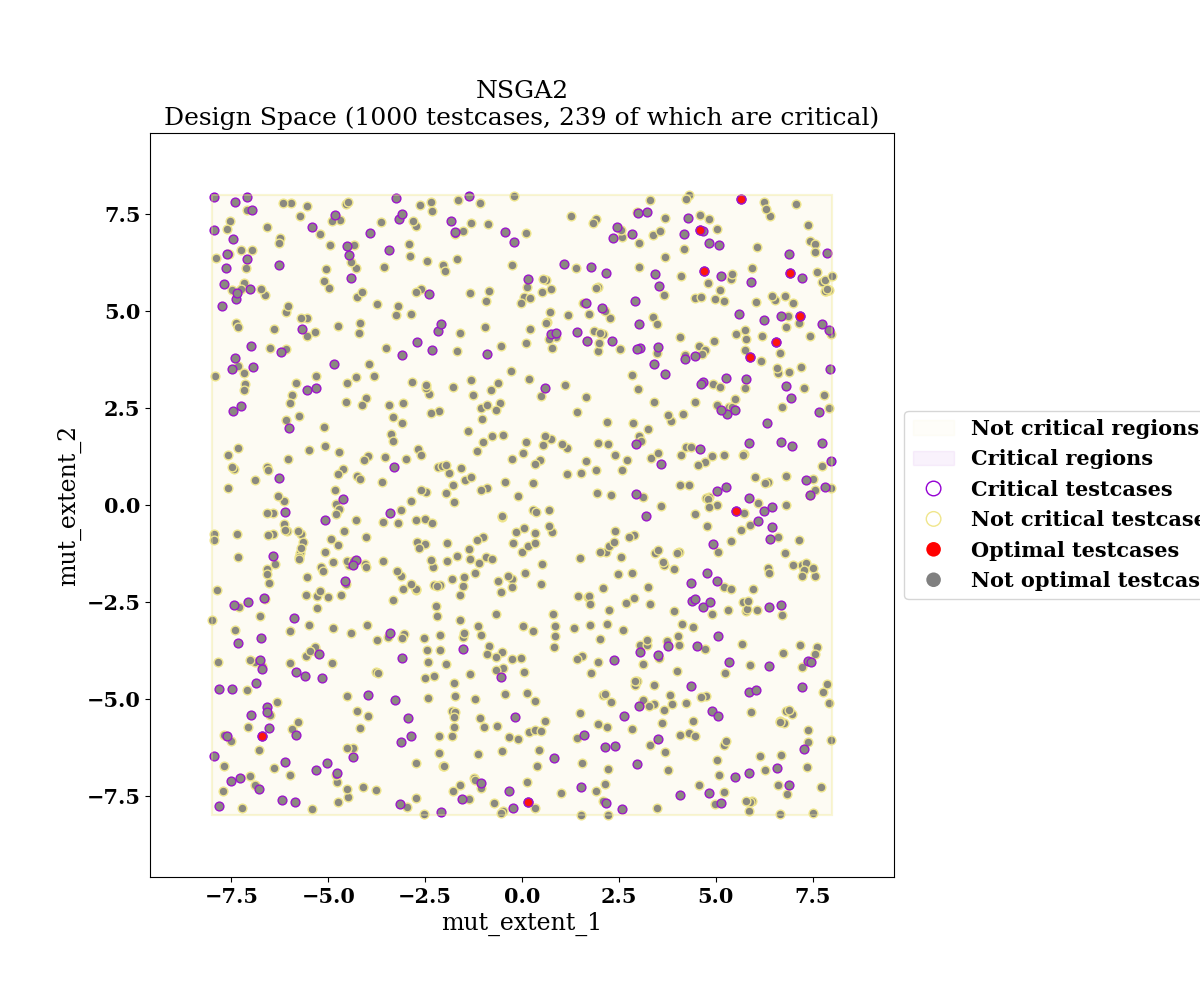 NSGA2
Design Space (1000 testcases, 239 of which are critical)
7.5
5.0
2.5
0.0
−2.5
−5.0
−7.5
mut_extent_2
−7.5 −5.0 −2.5 0.0 2.5 5.0 7.5
mut_extent_1
Not critical regions
Critical regions
Critical testcases
Not critical testcase
Optimal testcases
Not optimal testcas